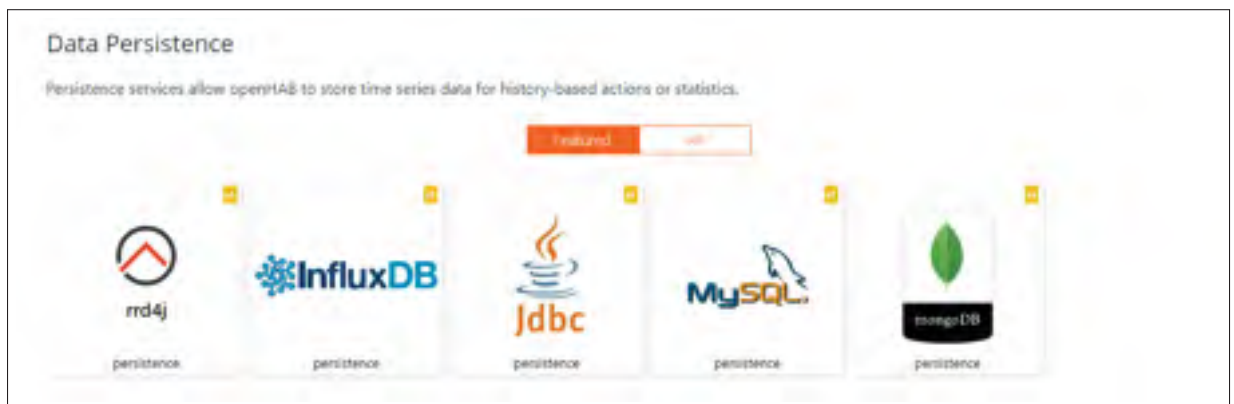 Data Persistence
Persistence services allow openHAB to store time series data for history-based actions or statistics.
Featured
rrd4j
InfluxDB
Jdbc
MySQL
mongoDB
persistence
persistence
persistence
persistence
persistence